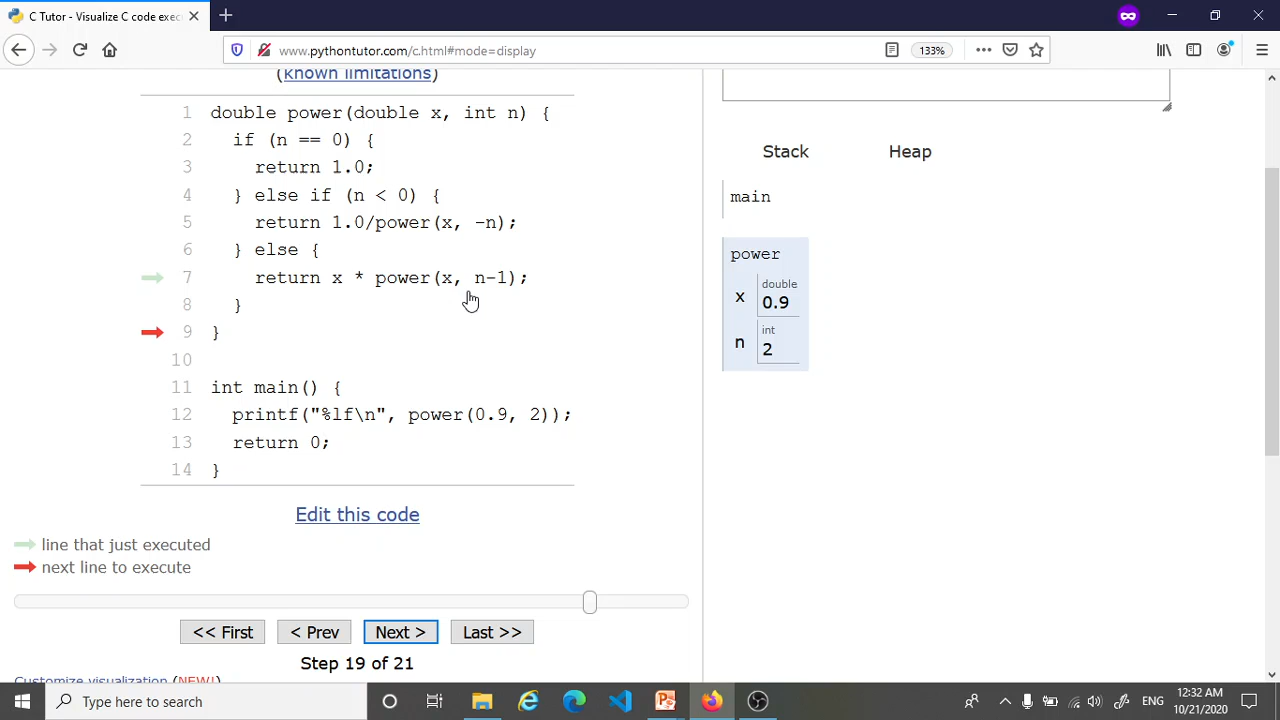 C Tutor - Visualize C code exec
www.pythontutor.com/c.html#mode=display
133%
(known limitations)
1 double power(double x, int n) {
2 if (n == 0) {
3 return 1.0;
4 } else if (n < 0) {
5 return 1.0/power(x, -n);
6 } else {
7 return x * power(x, n-1);
8 }
9 }
10
11 int main() {
12 printf("%lf\n", power(0.9, 2));
13 return 0;
14 }
Edit this code
line that just executed
next line to execute
<< First
< Prev
Next >
Last >>
Step 19 of 21
Customize visualization (NEW!)
Stack
Heap
main
power
double
x 0.9
int
n 2
Type here to search
ENG
12:32 AM
10/21/2020